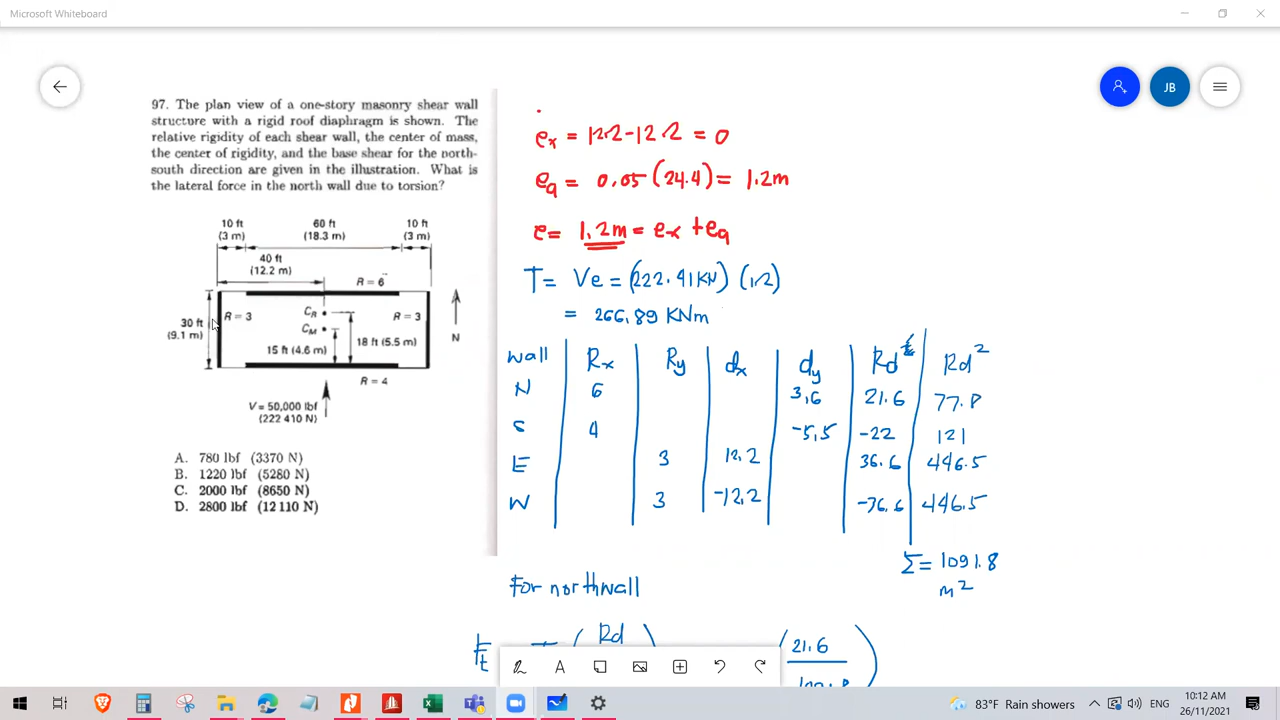 Microsoft Whiteboard
JB
97. The plan view of a one-story masonry shear wall
structure with a rigid roof diaphragm is shown. The
relative rigidity of each shear wall, the center of mass,
the center of rigidity, and the base shear for the north-
south direction are given in the illustration. What is
the lateral force in the north wall due to torsion?
10 ft 60 ft 10 ft
(3 m) (18.3 m) (3 m)
40 ft
(12.2 m)
R = 6
30 ft
(9.1 m)
R = 3
CR
R = 3
CM
15 ft (4.6 m)
18 ft (5.5 m)
N
R = 4
V = 50,000 lbf
(222 410 N)
A. 780 lbf (3370 N)
B. 1220 lbf (5280 N)
C. 2000 lbf (8650 N)
D. 2800 lbf (12 110 N)
ex = 12.2-12.2 = 0
eq = 0.05 (24.4) = 1.2m
e = 1.2m = ex + eq
T = Ve = (222.41KN) (1.2)
= 266.89 KNm
wall Rx Ry dx dy Rd Rd²
N 6 3.6 21.6 77.8
S 4 -5.5 -22 121
E 3 12.2 36.6 446.5
W 3 -12.2 -36.6 446.5
Σ = 1091.8
m²
For north wall
Rd
21.6
83°F Rain showers
10:12 AM
26/11/2021